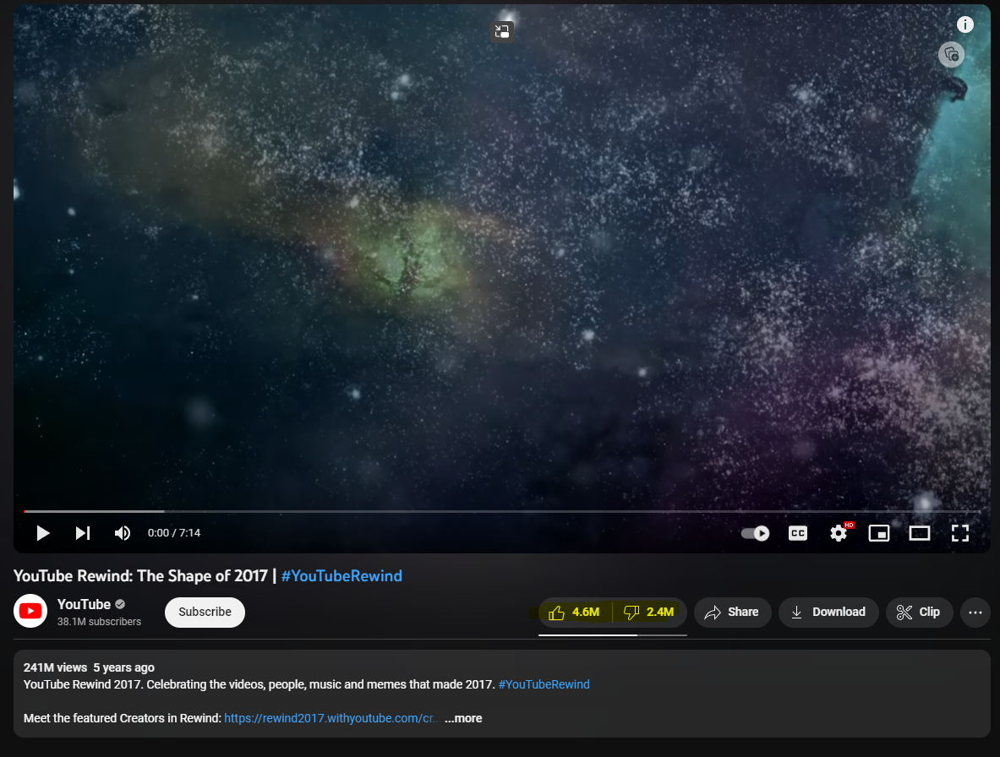 HD
0:00 / 7:14
CC
YouTube Rewind: The Shape of 2017 | #YouTubeRewind
YouTube
38.1M subscribers
Subscribe
4.6M
2.4M
Share
Download
Clip
241M views 5 years ago
YouTube Rewind 2017. Celebrating the videos, people, music and memes that made 2017. #YouTubeRewind
Meet the featured Creators in Rewind: https://rewind2017.withyoutube.com/cr... ...more